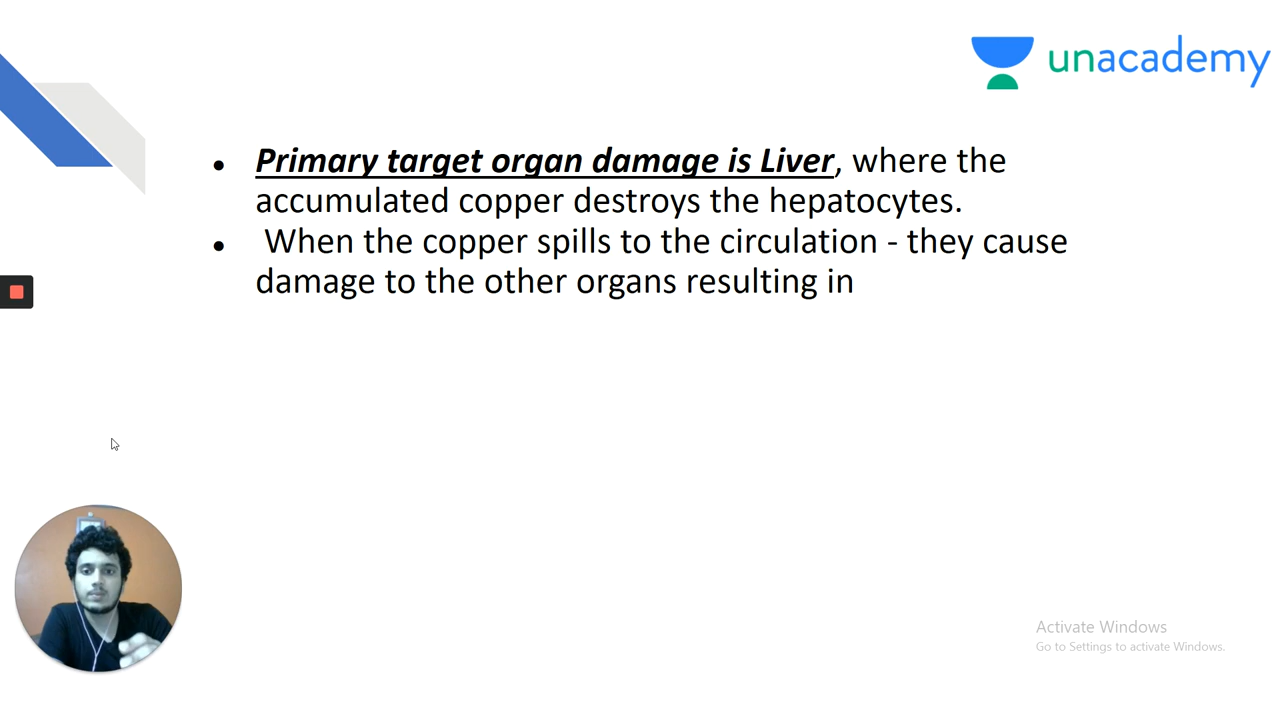 unacademy
● Primary target organ damage is Liver, where the
accumulated copper destroys the hepatocytes.
● When the copper spills to the circulation - they cause
damage to the other organs resulting in
Activate Windows
Go to Settings to activate Windows.